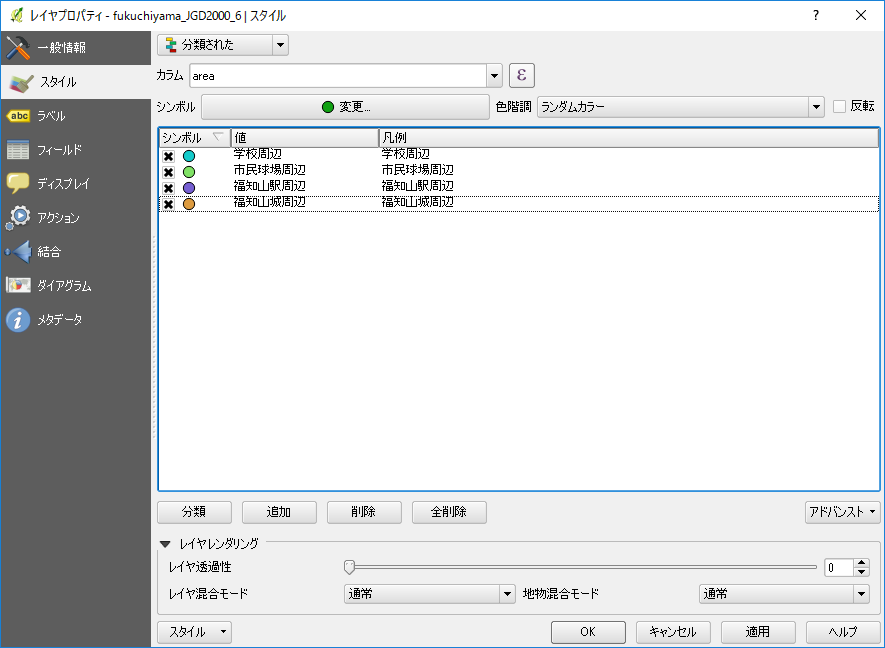 レイヤプロパティ - fukuchiyama_JGD2000_6 | スタイル
一般情報
スタイル
abc ラベル
フィールド
ディスプレイ
アクション
結合
ダイアグラム
メタデータ
分類された
カラム area ε
シンボル 変更... 色階調 ランダムカラー 反転
シンボル 値 凡例
学校周辺 学校周辺
市民球場周辺 市民球場周辺
福知山駅周辺 福知山駅周辺
福知山城周辺 福知山城周辺
分類 追加 削除 全削除 アドバンスト
レイヤレンダリング
レイヤ透過性 0
レイヤ混合モード 通常 地物混合モード 通常
スタイル OK キャンセル 適用 ヘルプ